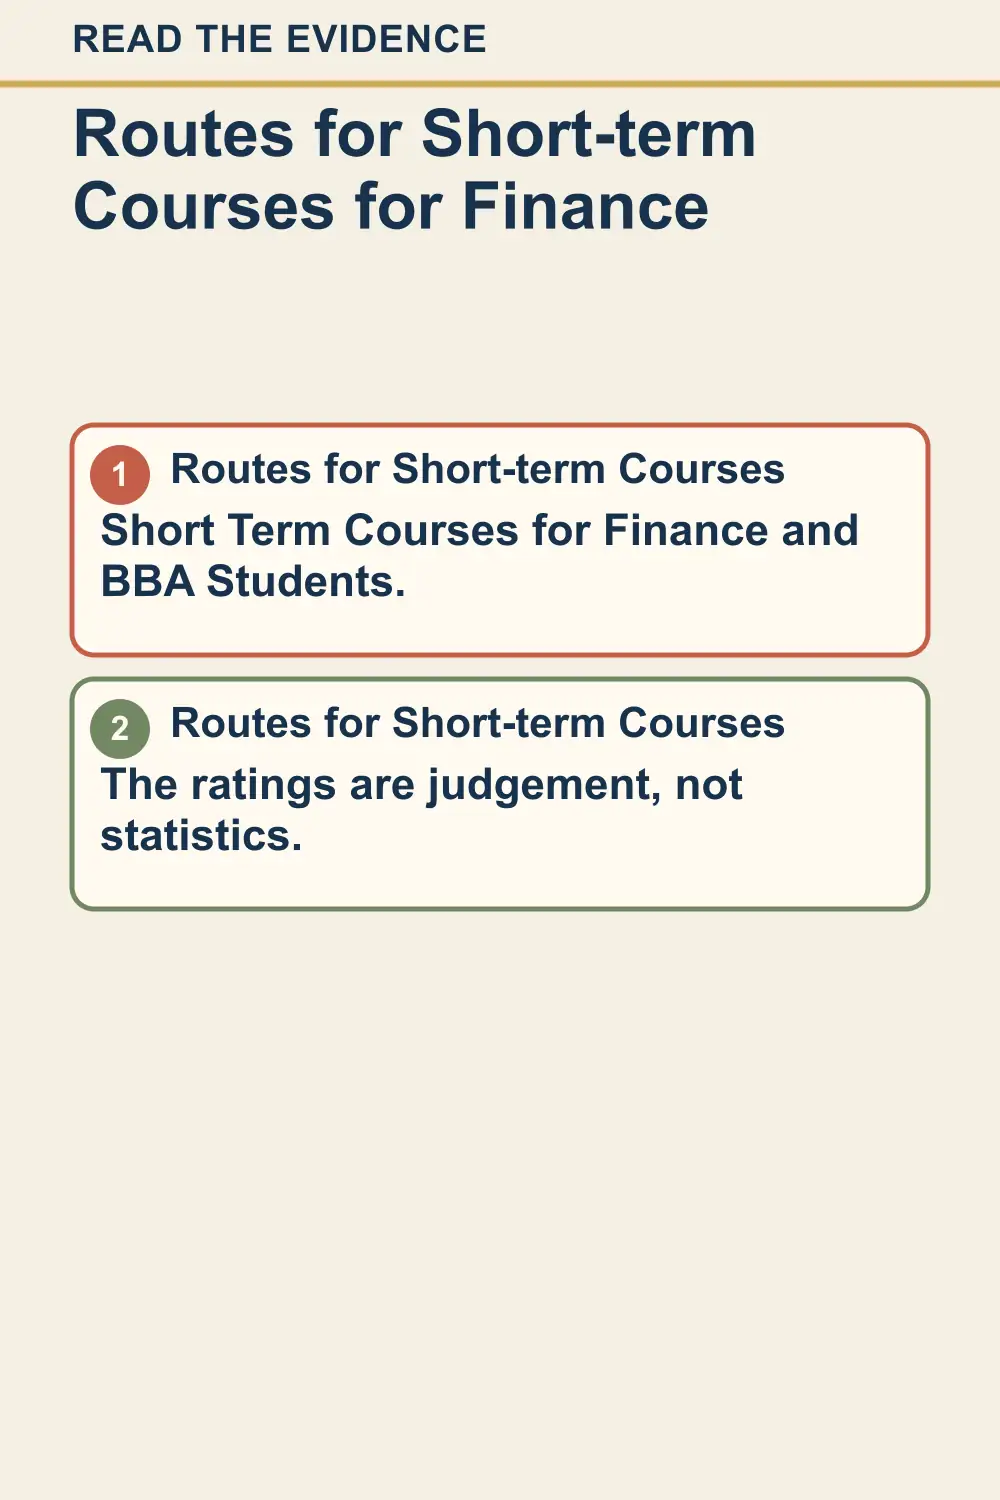 READ THE EVIDENCE
Routes for Short-term
Courses for Finance
1 Routes for Short-term Courses
Short Term Courses for Finance and
BBA Students.
2 Routes for Short-term Courses
The ratings are judgement, not
statistics.